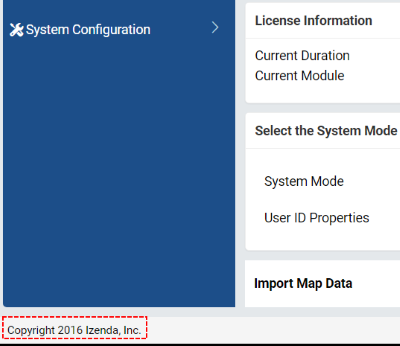 System Configuration
License Information
Current Duration
Current Module
Select the System Mode
System Mode
User ID Properties
Import Map Data
Copyright 2016 Izenda, Inc.